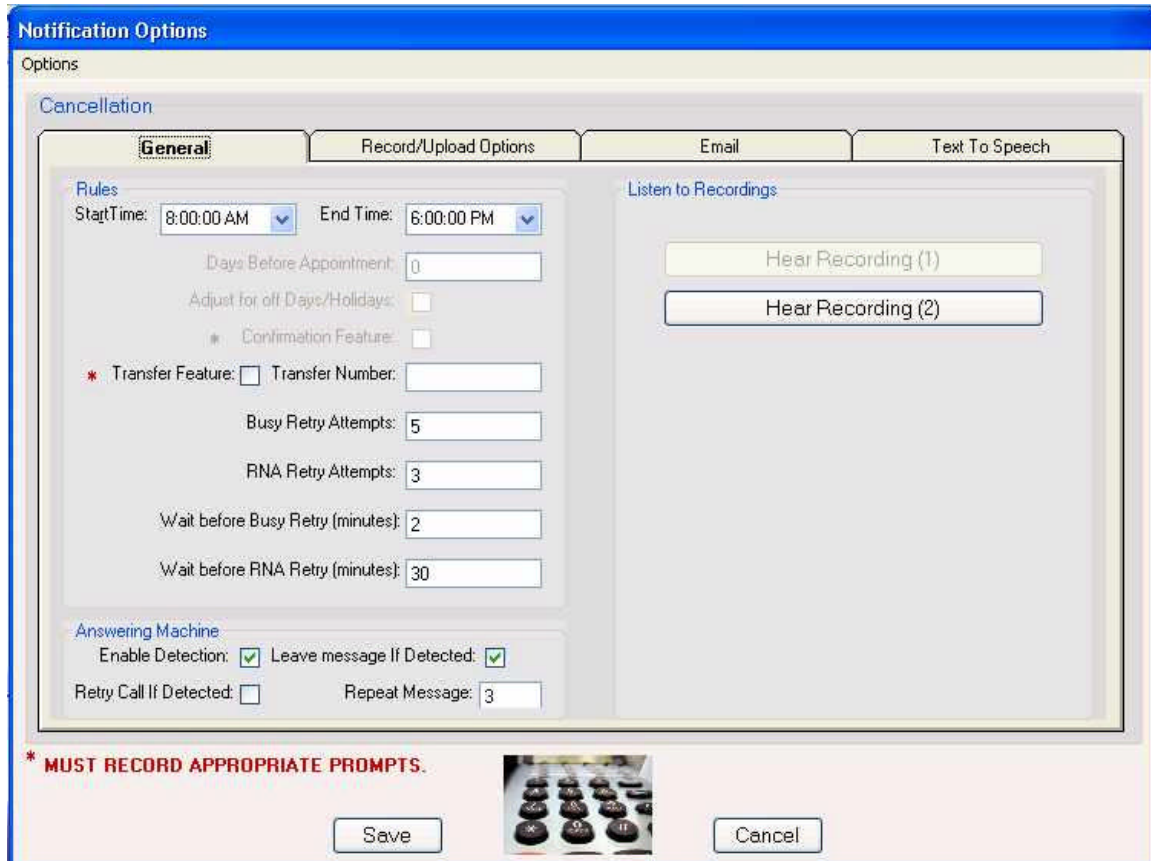 Notification Options
Options
Cancellation
General Record/Upload Options Email Text To Speech
Rules
StartTime: 8:00:00 AM End Time: 6:00:00 PM
Days Before Appointment: 0
Adjust for off Days/Holidays:
* Confirmation Feature:
* Transfer Feature: Transfer Number:
Busy Retry Attempts: 5
RNA Retry Attempts: 3
Wait before Busy Retry (minutes): 2
Wait before RNA Retry (minutes): 30
Answering Machine
Enable Detection: Leave message If Detected:
Retry Call If Detected: Repeat Message: 3
Listen to Recordings
Hear Recording (1)
Hear Recording (2)
* MUST RECORD APPROPRIATE PROMPTS.
Save Cancel